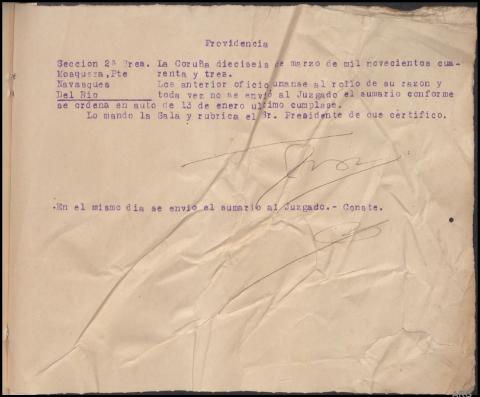 Providencia
Seccion 2ª Sres. La Coruña dieciseis de marzo de mil novecientos cua-
Mosquera,Pte renta y tres.
Navasques Los anterior oficio unanse al rollo de su razon y
Del Rio toda vez no se envió al Juzgado el sumario conforme
se ordena en auto de 13 de enero ultimo cumplase.
Lo mando la Sala y rubrica el Sr. Presidente de que certifico.
.En el mismo dia se envio el sumario al Juzgado.- Conste.